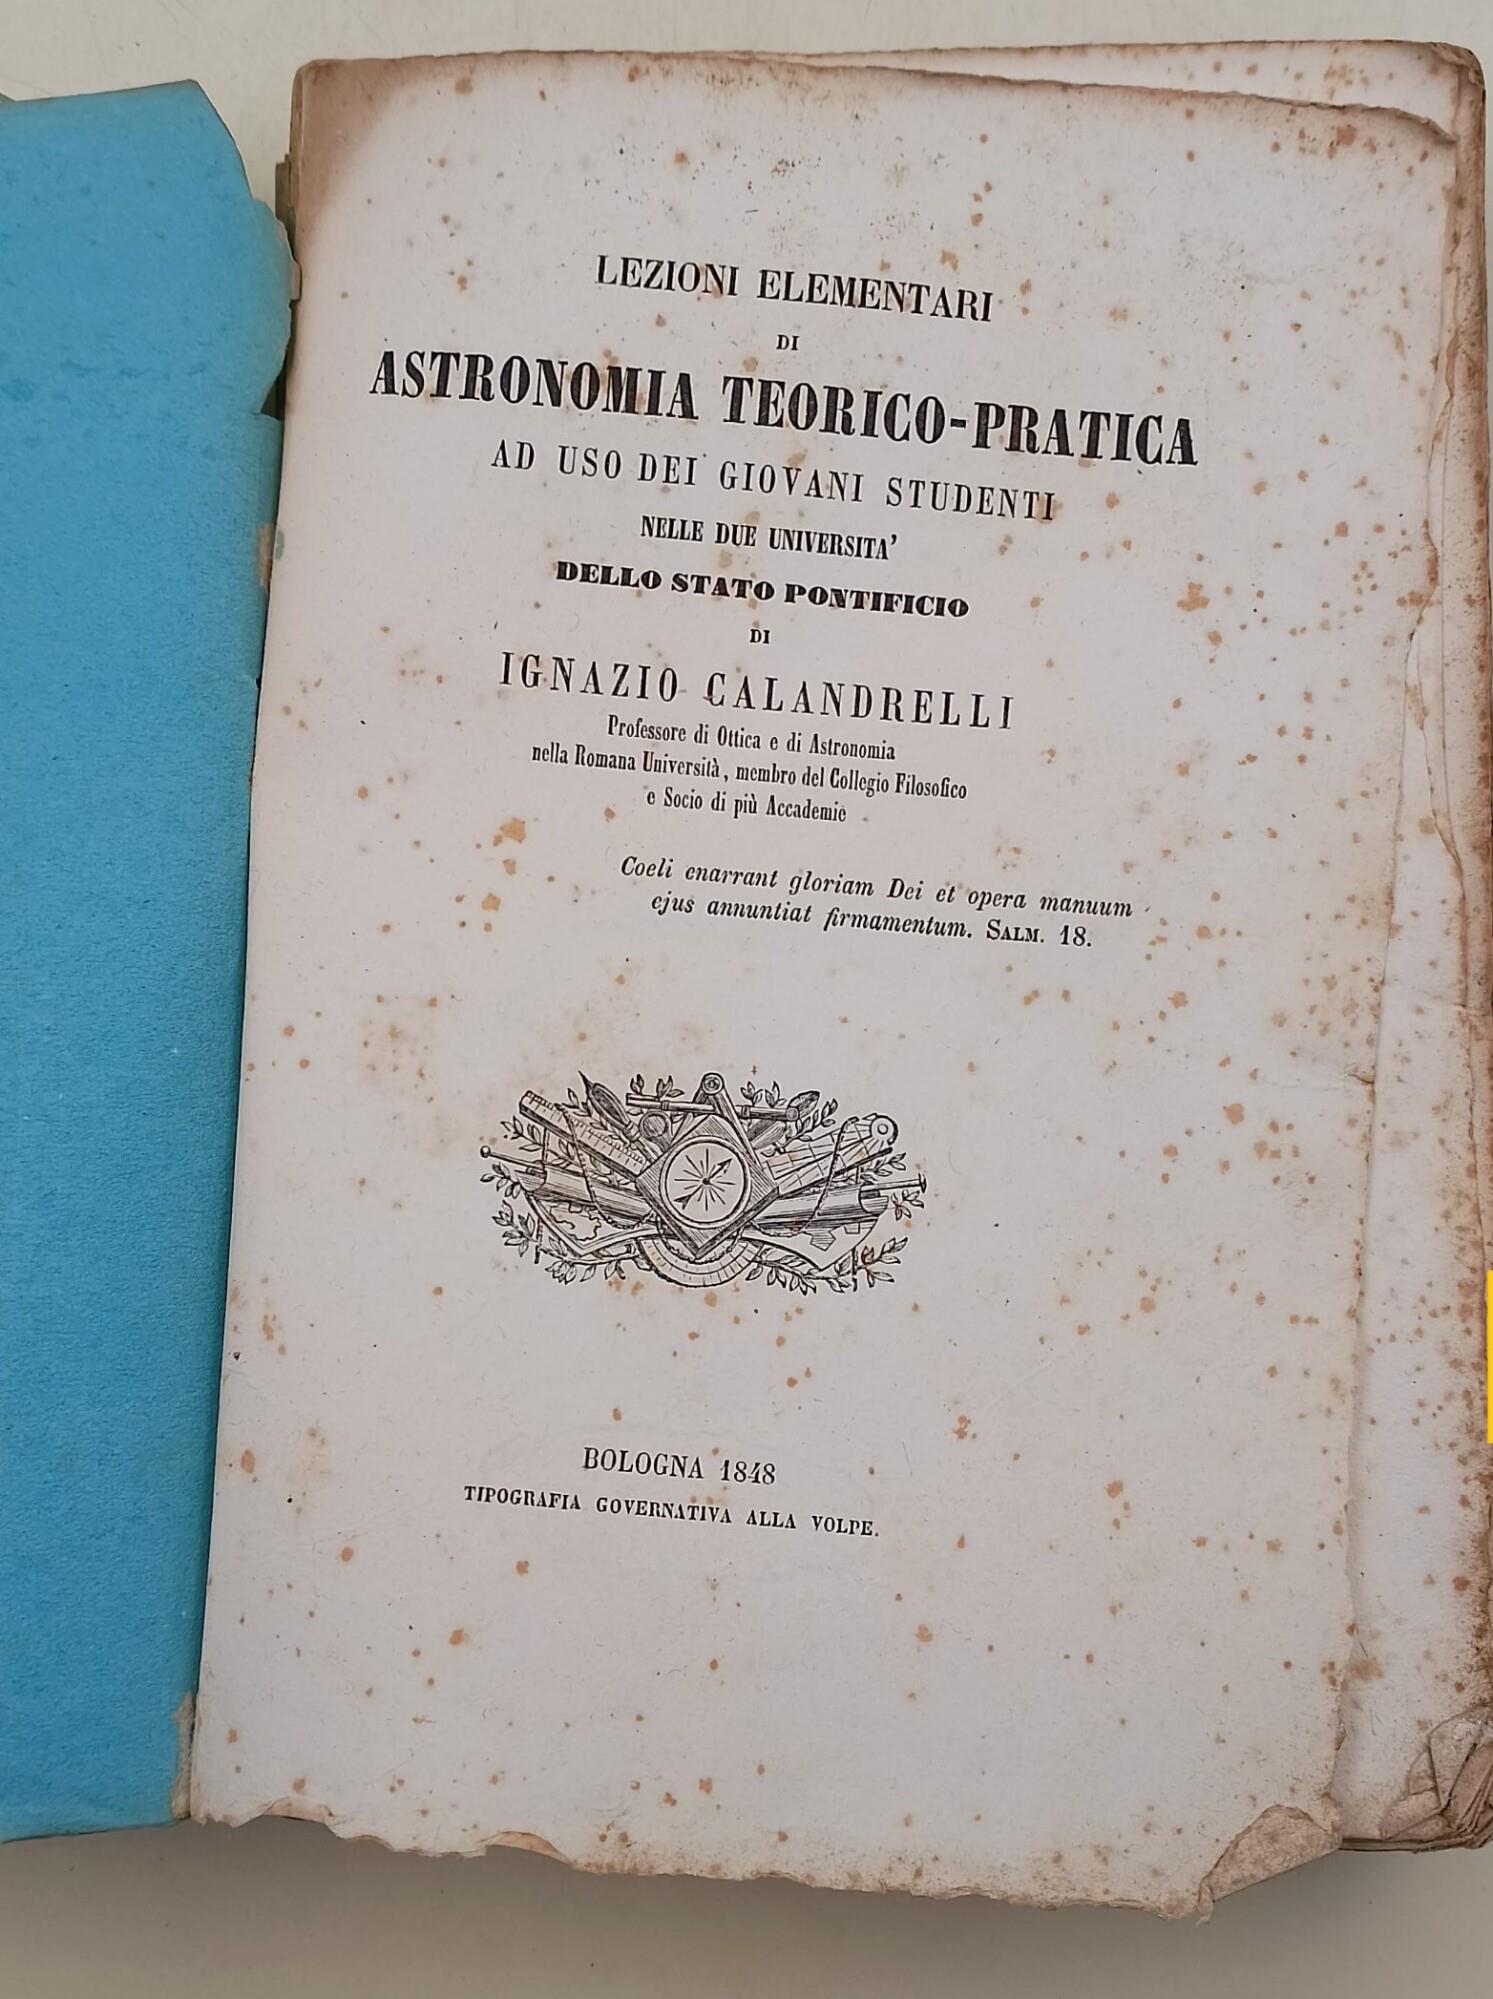 LEZIONI ELEMENTARI
DI
ASTRONOMIA TEORICO-PRATICA
AD USO DEI GIOVANI STUDENTI
NELLE DUE UNIVERSITA'
DELLO STATO PONTIFICIO
DI
IGNAZIO CALANDRELLI
Professore di Ottica e di Astronomia
nella Romana Università, membro del Collegio Filosofico
e Socio di più Accademie
Coeli enarrant gloriam Dei et opera manuum
ejus annuntiat firmamentum. SALM. 18.
BOLOGNA 1848
TIPOGRAFIA GOVERNATIVA ALLA VOLPE.